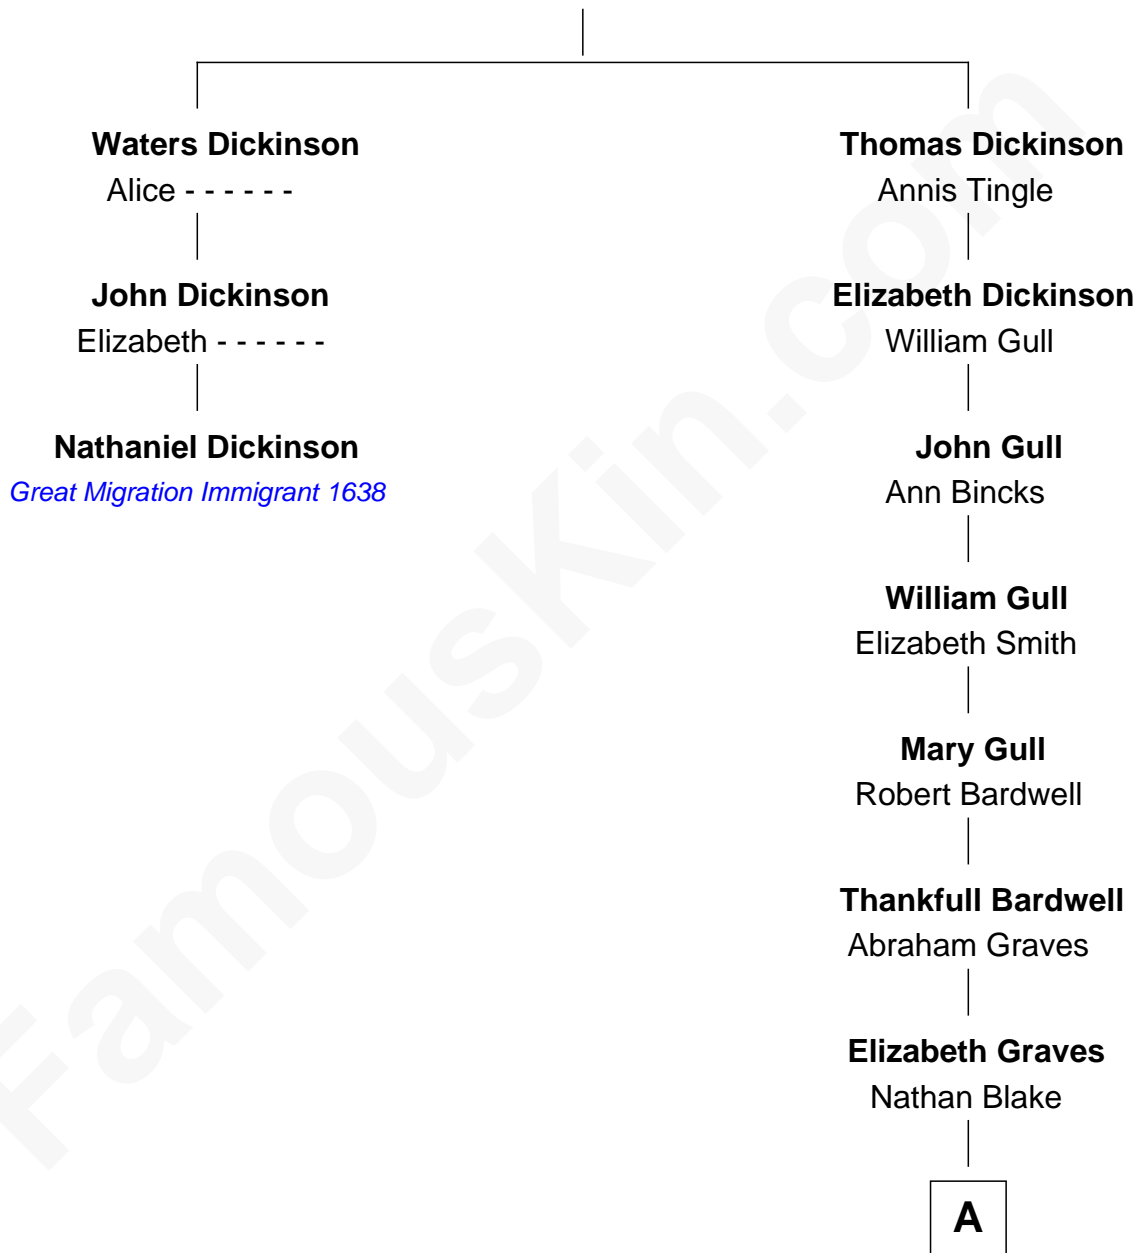 Waters Dickinson
Alice - - - - - -
John Dickinson
Elizabeth - - - - - -
Nathaniel Dickinson
Great Migration Immigrant 1638
Thomas Dickinson
Annis Tingle
Elizabeth Dickinson
William Gull
John Gull
Ann Bincks
William Gull
Elizabeth Smith
Mary Gull
Robert Bardwell
Thankfull Bardwell
Abraham Graves
Elizabeth Graves
Nathan Blake
A
FamousKin.com